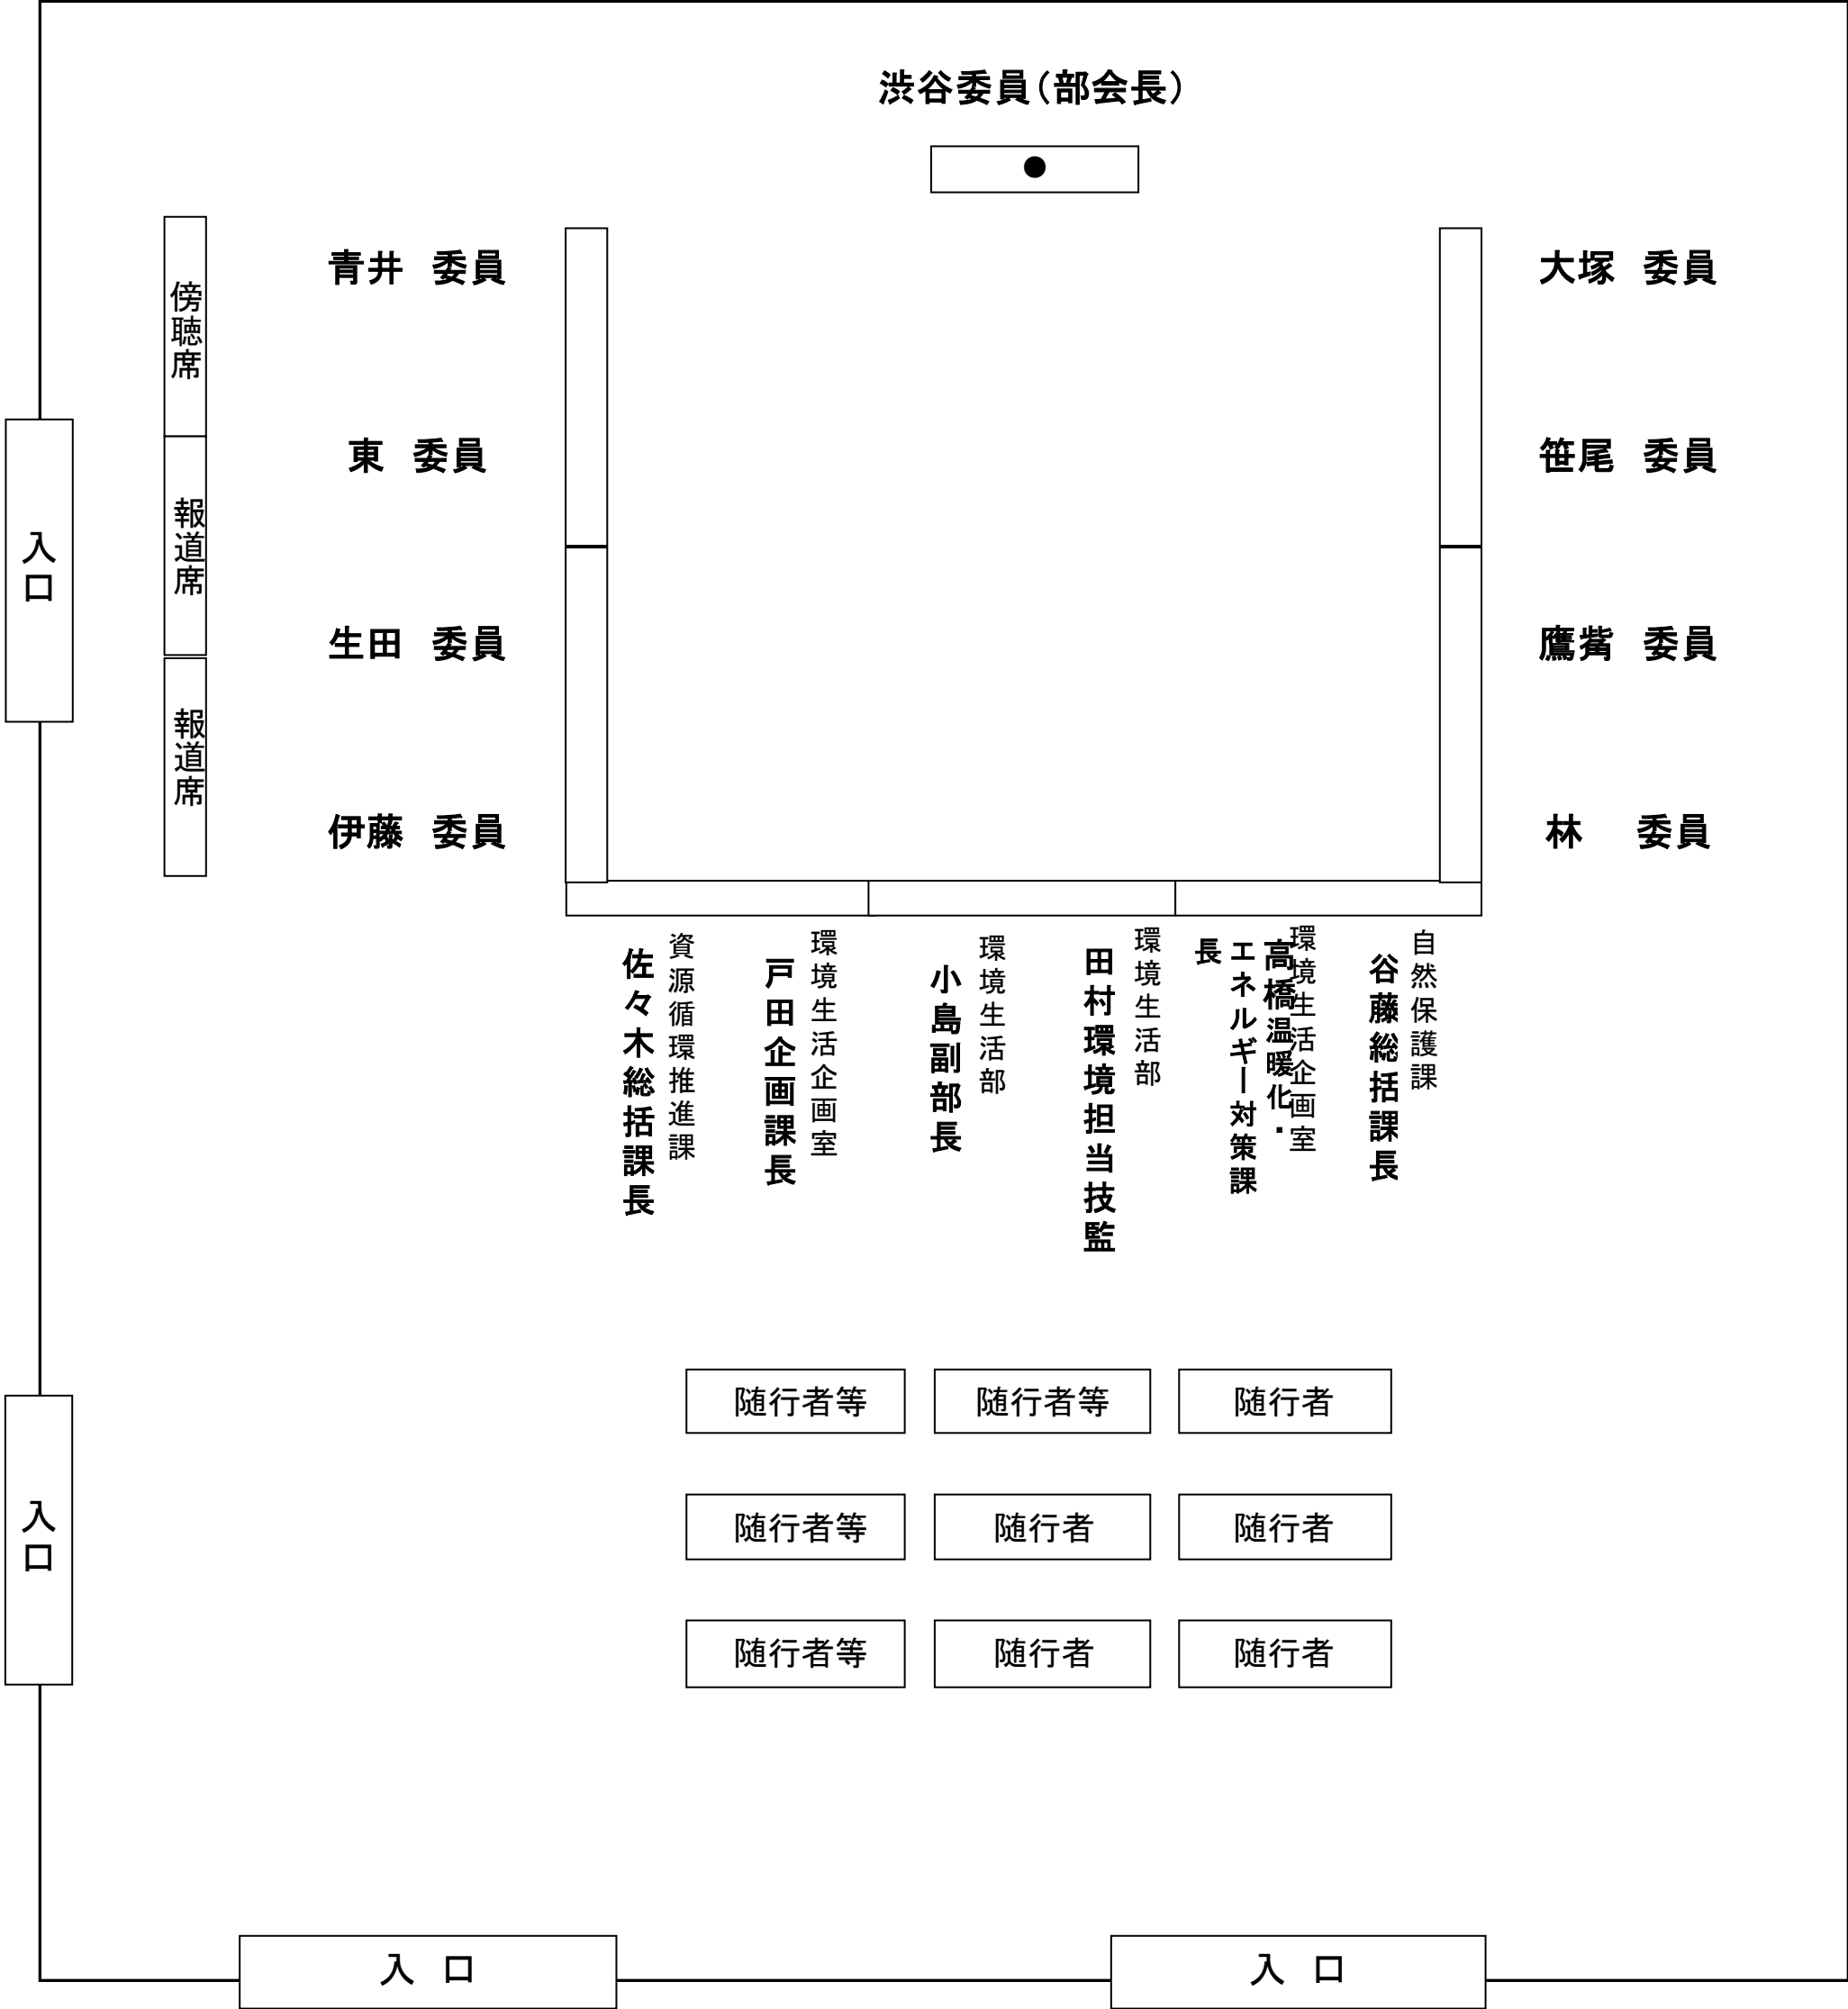 渋谷委員（部会長）
●
青井 委員
大塚 委員
傍聴席
東 委員
笹尾 委員
報道席
入口
生田 委員
鷹觜 委員
報道席
伊藤 委員
林 委員
資源循環推進課
佐々木総括課長
環境生活企画室
戸田企画課長
環境生活部
小島副部長
環境生活部
田村環境担当技監
環境生活企画室
高橋温暖化・
エネルギー対策課
長
自然保護課
谷藤総括課長
随行者等
随行者等
随行者
入口
随行者等
随行者
随行者
随行者等
随行者
随行者
入 口
入 口